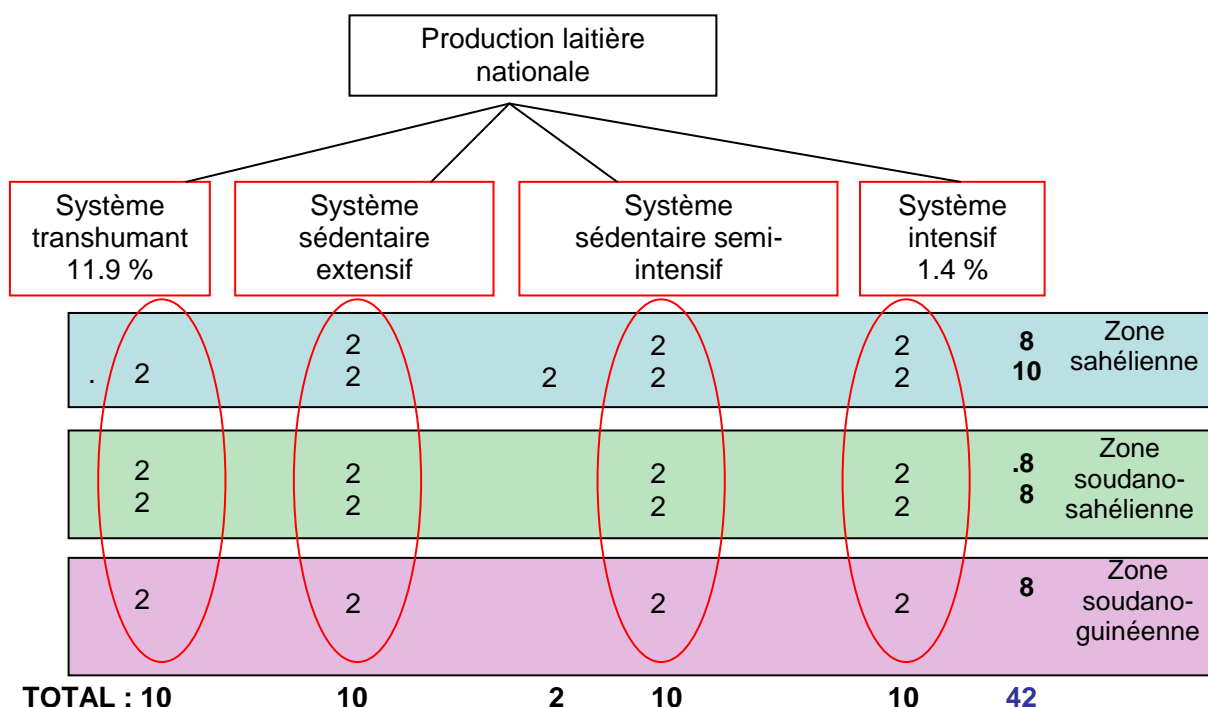 Production laitière
nationale
Système
transhumant
11.9 %
Système
sédentaire
extensif
Système
sédentaire semi-
intensif
Système
intensif
1.4 %
2 2 2 8 Zone
. 2 2 2 2 2 10 sahélienne
2 2 2 2 .8 Zone
2 2 2 2 8 soudano-
sahélienne
2 2 2 2 8 Zone
soudano-
guinéenne
TOTAL : 10 10 2 10 10 42